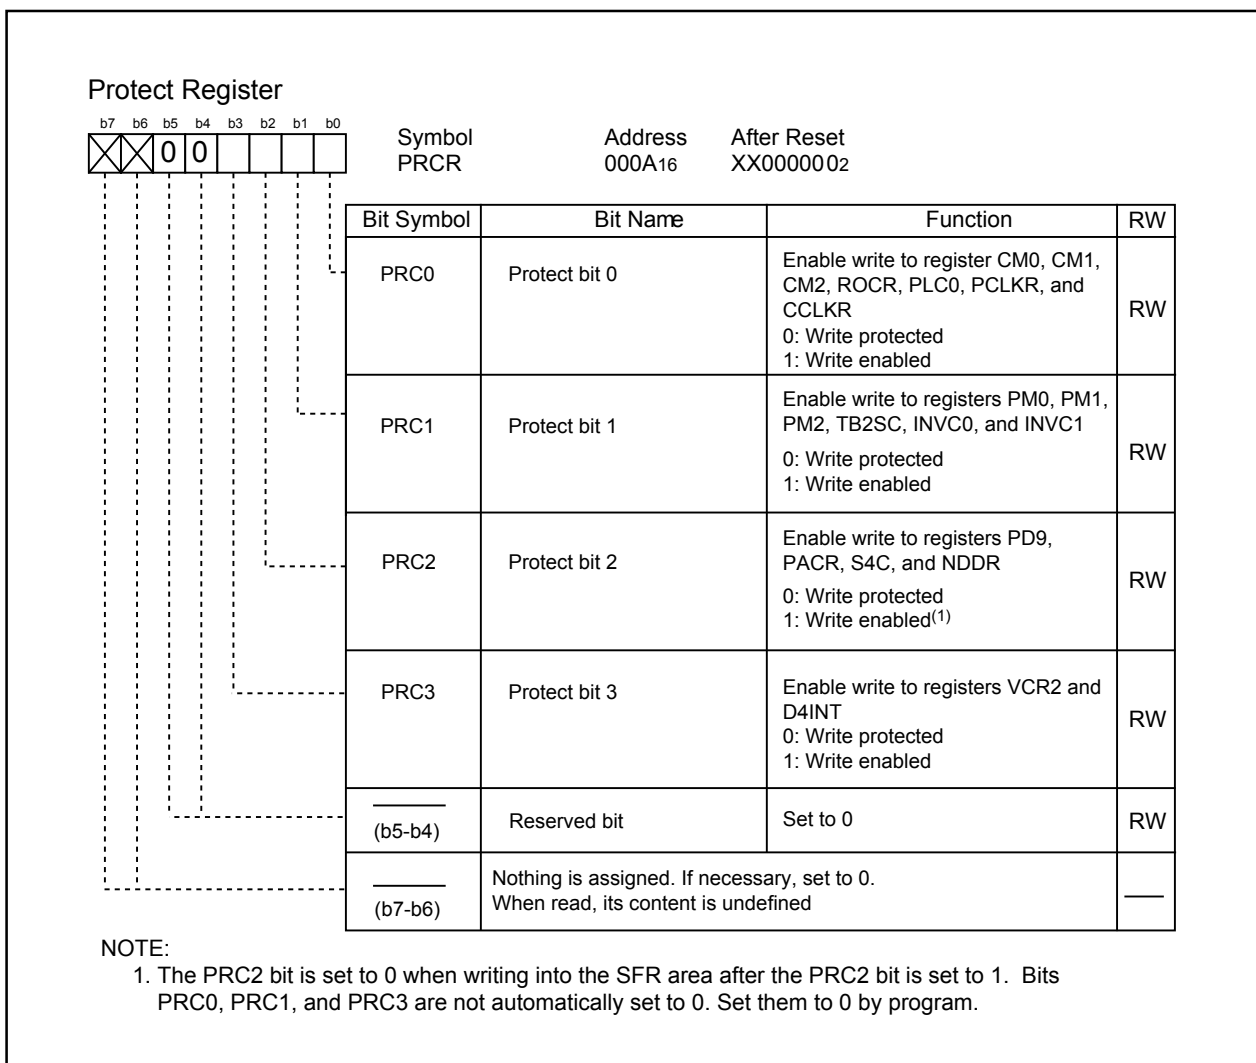 Protect Register
b7 b6 b5 b4 b3 b2 b1 b0
0 0
Symbol Address After Reset
PRCR 000A16 XX0000002
Bit Symbol Bit Name Function RW
PRC0 Protect bit 0 Enable write to register CM0, CM1,
CM2, ROCR, PLC0, PCLKR, and
CCLKR
0: Write protected
1: Write enabled
RW
PRC1 Protect bit 1 Enable write to registers PM0, PM1,
PM2, TB2SC, INVC0, and INVC1
0: Write protected
1: Write enabled
RW
PRC2 Protect bit 2 Enable write to registers PD9,
PACR, S4C, and NDDR
0: Write protected
1: Write enabled(1)
RW
PRC3 Protect bit 3 Enable write to registers VCR2 and
D4INT
0: Write protected
1: Write enabled
RW
(b5-b4) Reserved bit Set to 0 RW
(b7-b6) Nothing is assigned. If necessary, set to 0.
When read, its content is undefined
NOTE:
1. The PRC2 bit is set to 0 when writing into the SFR area after the PRC2 bit is set to 1. Bits
PRC0, PRC1, and PRC3 are not automatically set to 0. Set them to 0 by program.